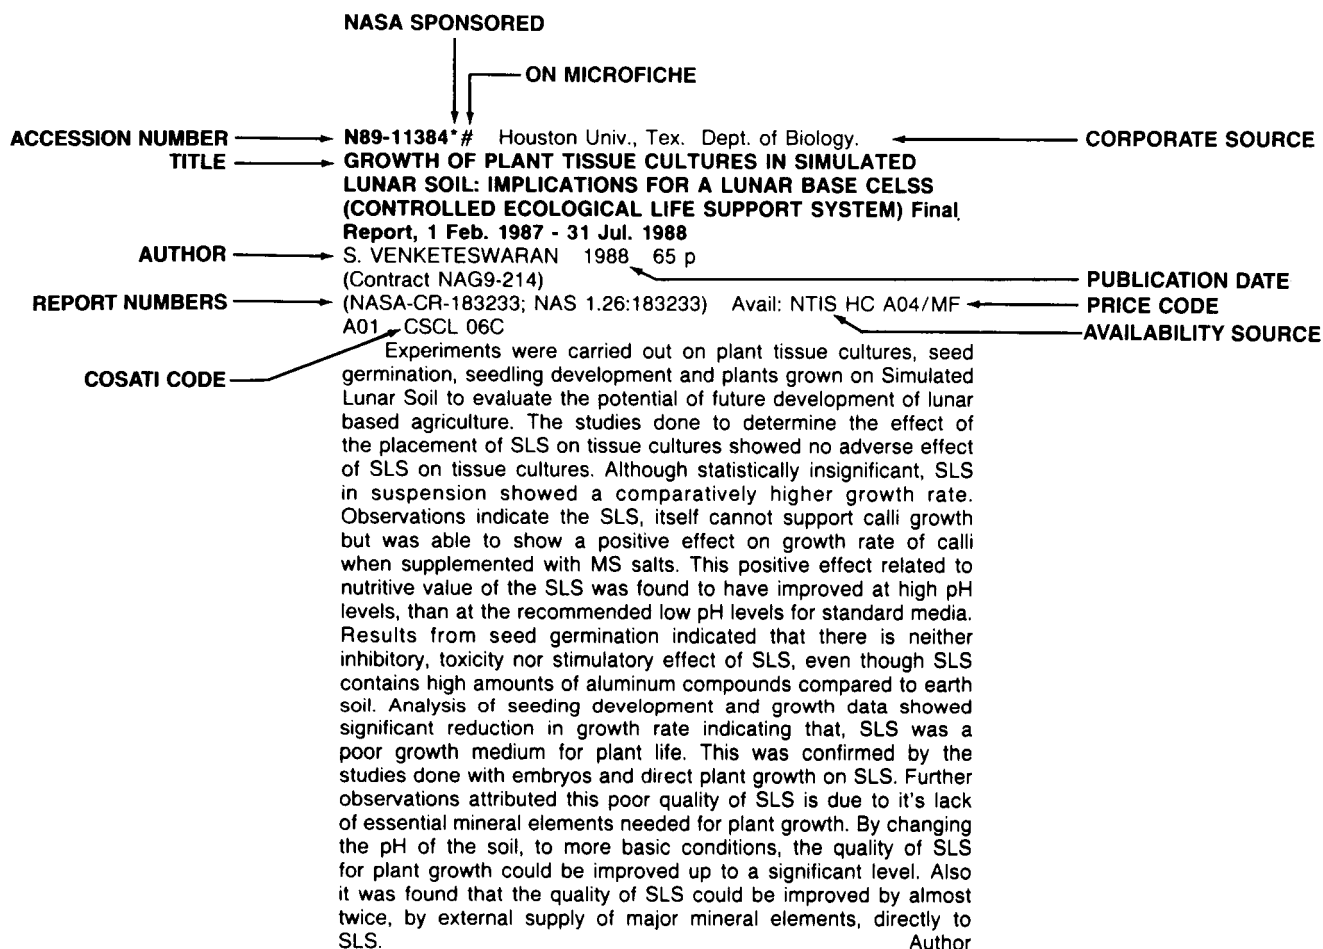 NASA SPONSORED
ON MICROFICHE
ACCESSION NUMBER N89-11384*# Houston Univ., Tex. Dept. of Biology. CORPORATE SOURCE
TITLE GROWTH OF PLANT TISSUE CULTURES IN SIMULATED
LUNAR SOIL: IMPLICATIONS FOR A LUNAR BASE CELSS
(CONTROLLED ECOLOGICAL LIFE SUPPORT SYSTEM) Final
Report, 1 Feb. 1987 - 31 Jul. 1988
AUTHOR S. VENKETESWARAN 1988 65 p
(Contract NAG9-214) PUBLICATION DATE
REPORT NUMBERS (NASA-CR-183233; NAS 1.26:183233) Avail: NTIS HC A04/MF PRICE CODE
A01 CSCL 06C AVAILABILITY SOURCE
COSATI CODE
Experiments were carried out on plant tissue cultures, seed
germination, seedling development and plants grown on Simulated
Lunar Soil to evaluate the potential of future development of lunar
based agriculture. The studies done to determine the effect of
the placement of SLS on tissue cultures showed no adverse effect
of SLS on tissue cultures. Although statistically insignificant, SLS
in suspension showed a comparatively higher growth rate.
Observations indicate the SLS, itself cannot support calli growth
but was able to show a positive effect on growth rate of calli
when supplemented with MS salts. This positive effect related to
nutritive value of the SLS was found to have improved at high pH
levels, than at the recommended low pH levels for standard media.
Results from seed germination indicated that there is neither
inhibitory, toxicity nor stimulatory effect of SLS, even though SLS
contains high amounts of aluminum compounds compared to earth
soil. Analysis of seeding development and growth data showed
significant reduction in growth rate indicating that, SLS was a
poor growth medium for plant life. This was confirmed by the
studies done with embryos and direct plant growth on SLS. Further
observations attributed this poor quality of SLS is due to it's lack
of essential mineral elements needed for plant growth. By changing
the pH of the soil, to more basic conditions, the quality of SLS
for plant growth could be improved up to a significant level. Also
it was found that the quality of SLS could be improved by almost
twice, by external supply of major mineral elements, directly to
SLS. Author